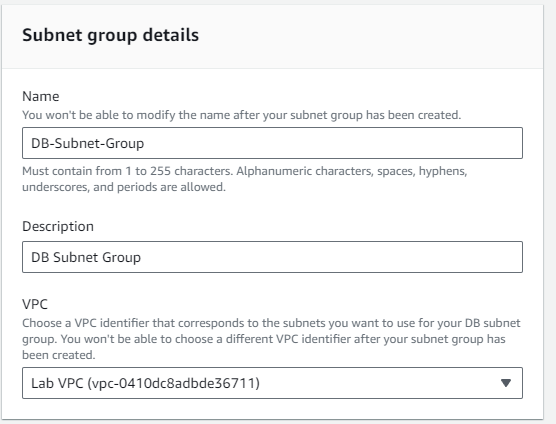 Subnet group details
Name
You won't be able to modify the name after your subnet group has been created.
DB-Subnet-Group
Must contain from 1 to 255 characters. Alphanumeric characters, spaces, hyphens,
underscores, and periods are allowed.
Description
DB Subnet Group
VPC
Choose a VPC identifier that corresponds to the subnets you want to use for your DB subnet
group. You won't be able to choose a different VPC identifier after your subnet group has
been created.
Lab VPC (vpc-0410dc8adbde36711)